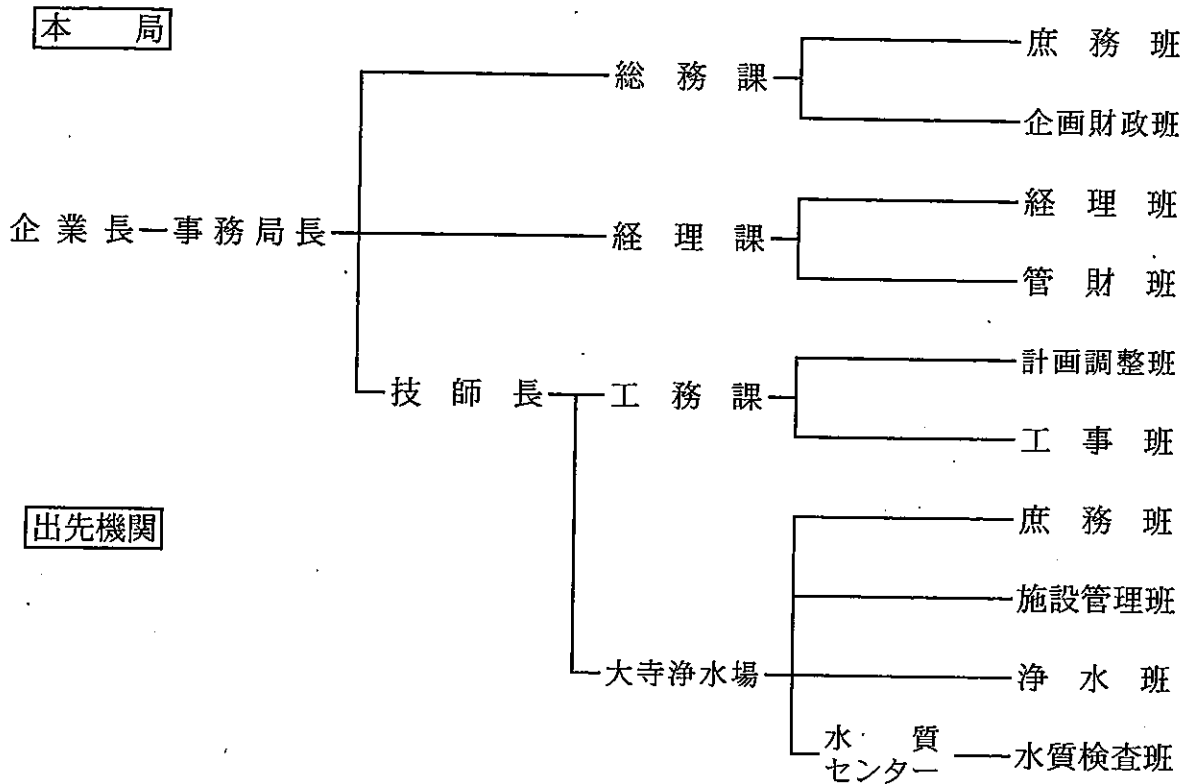 本局
庶務班
総務課
企画財政班
経理班
企業長 事務局長 経理課
管財班
計画調整班
技師長 工務課
工事班
出先機関
庶務班
施設管理班
大寺浄水場 浄水班
水質
センター 水質検査班